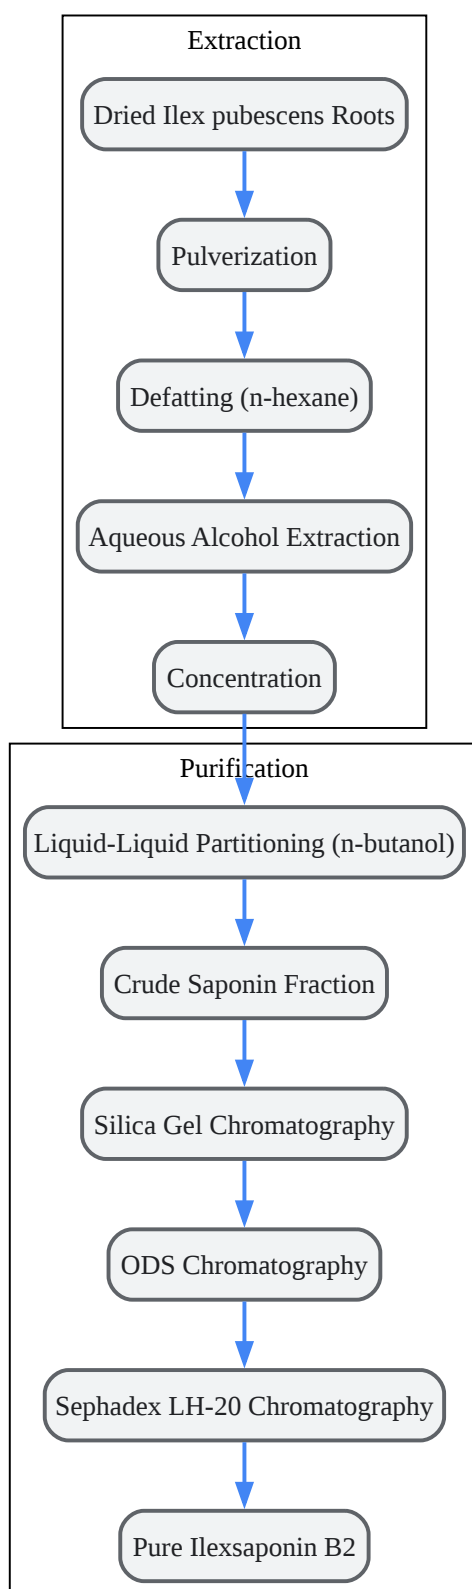 Extraction
Dried Ilex pubescens Roots
Pulverization
Defatting (n-hexane)
Aqueous Alcohol Extraction
Concentration
Purification
Liquid-Liquid Partitioning (n-butanol)
Crude Saponin Fraction
Silica Gel Chromatography
ODS Chromatography
Sephadex LH-20 Chromatography
Pure Ilexsaponin B2